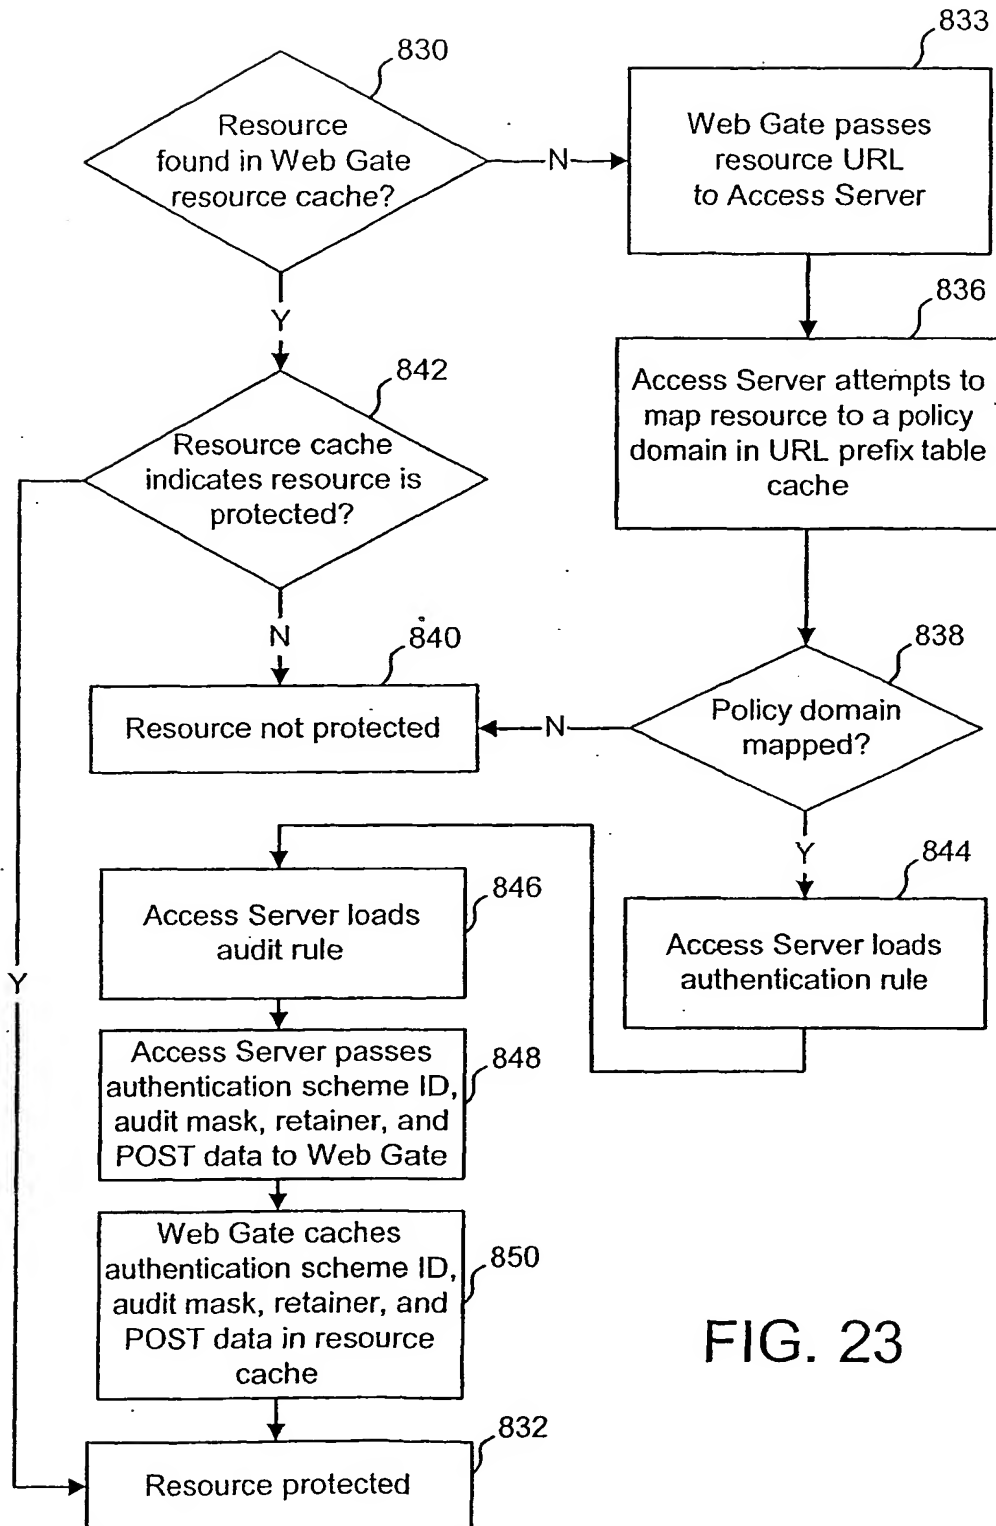 830
Resource
found in Web Gate
resource cache?
N
833
Web Gate passes
resource URL
to Access Server
Y
836
Access Server attempts to
map resource to a policy
domain in URL prefix table
cache
842
Resource cache
indicates resource is
protected?
N
840
Resource not protected
838
Policy domain
mapped?
N
Y
844
Access Server loads
authentication rule
846
Access Server loads
audit rule
Y
848
Access Server passes
authentication scheme ID,
audit mask, retainer, and
POST data to Web Gate
850
Web Gate caches
authentication scheme ID,
audit mask, retainer, and
POST data in resource
cache
832
Resource protected
FIG. 23